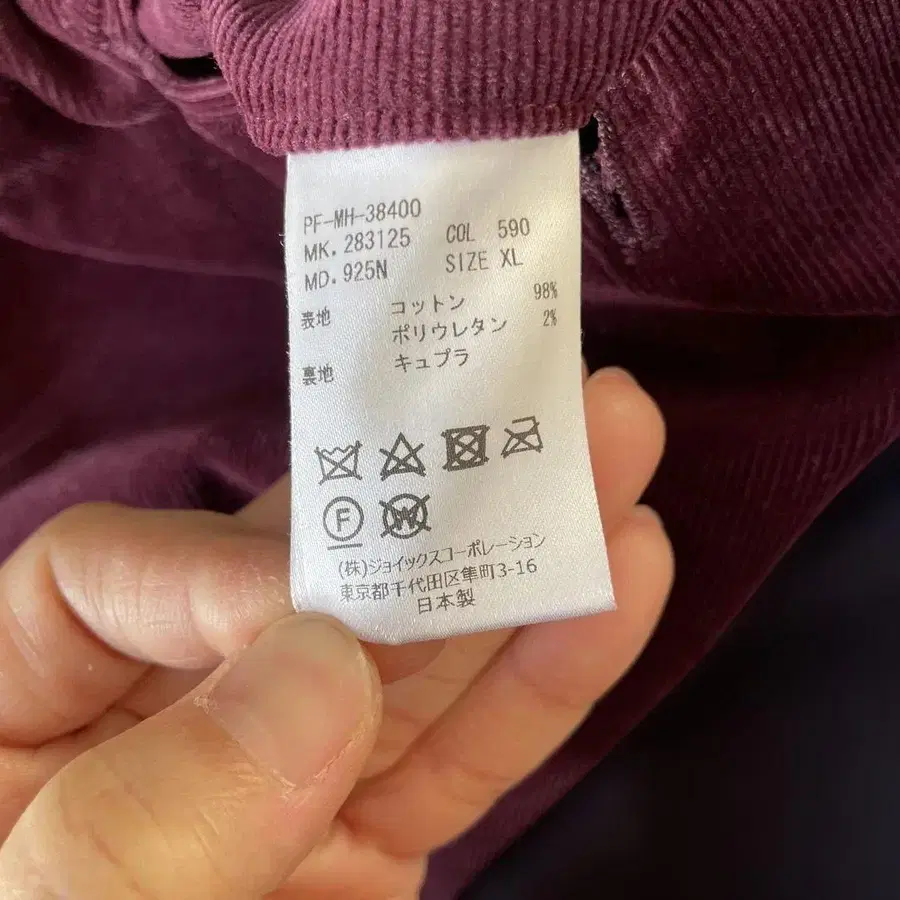 PF-MH-38400
MK. 283125 COL 590
MD. 925N SIZE XL
表地 コットン 98%
ポリウレタン 2%
裏地 キュプラ
F
W
(株)ジョイックスコーポレーション
東京都千代田区隼町3-16
日本製